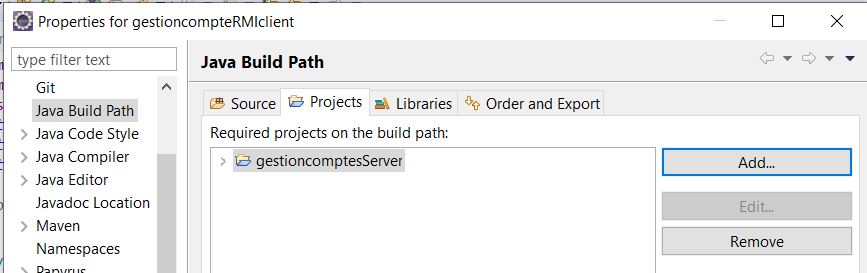 Properties for gestioncompteRMIclient
type filter text
Git
Java Build Path
Java Code Style
Java Compiler
Java Editor
Javadoc Location
Maven
Namespaces
Papyrus
Java Build Path
Source Projects Libraries Order and Export
Required projects on the build path:
gestioncomptesServer
Add...
Edit...
Remove